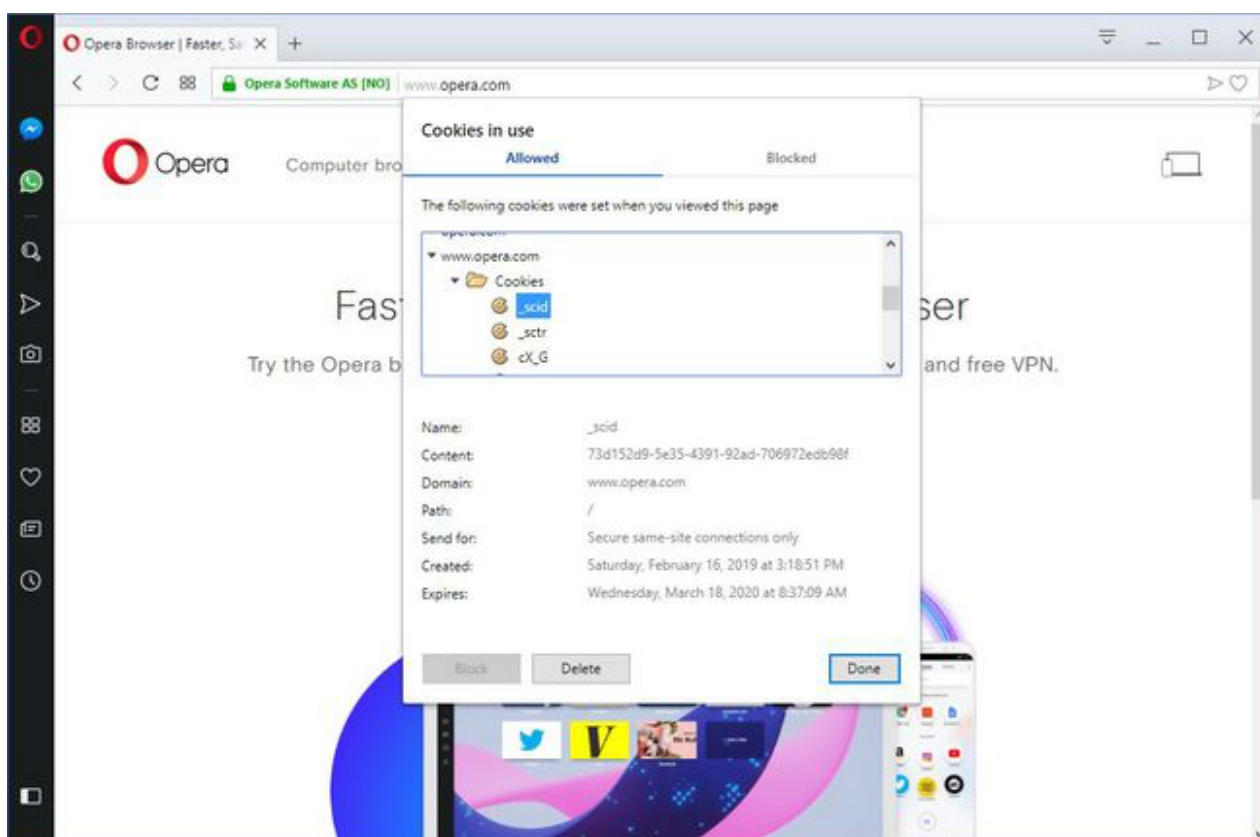 Opera Browser | Faster, Sa
Opera Software AS [NO] www.opera.com
Cookies in use
Allowed Blocked
Opera Computer bro
The following cookies were set when you viewed this page
opera.com
www.opera.com
Cookies
_scid
_sctr
cX_G
Fas ser
Try the Opera b and free VPN.
Name: _scid
Content: 73d152d9-5e35-4391-92ad-706972edb98f
Domain: www.opera.com
Path: /
Send for: Secure same-site connections only
Created: Saturday, February 16, 2019 at 3:18:51 PM
Expires: Wednesday, March 18, 2020 at 8:37:09 AM
Block Delete Done
V